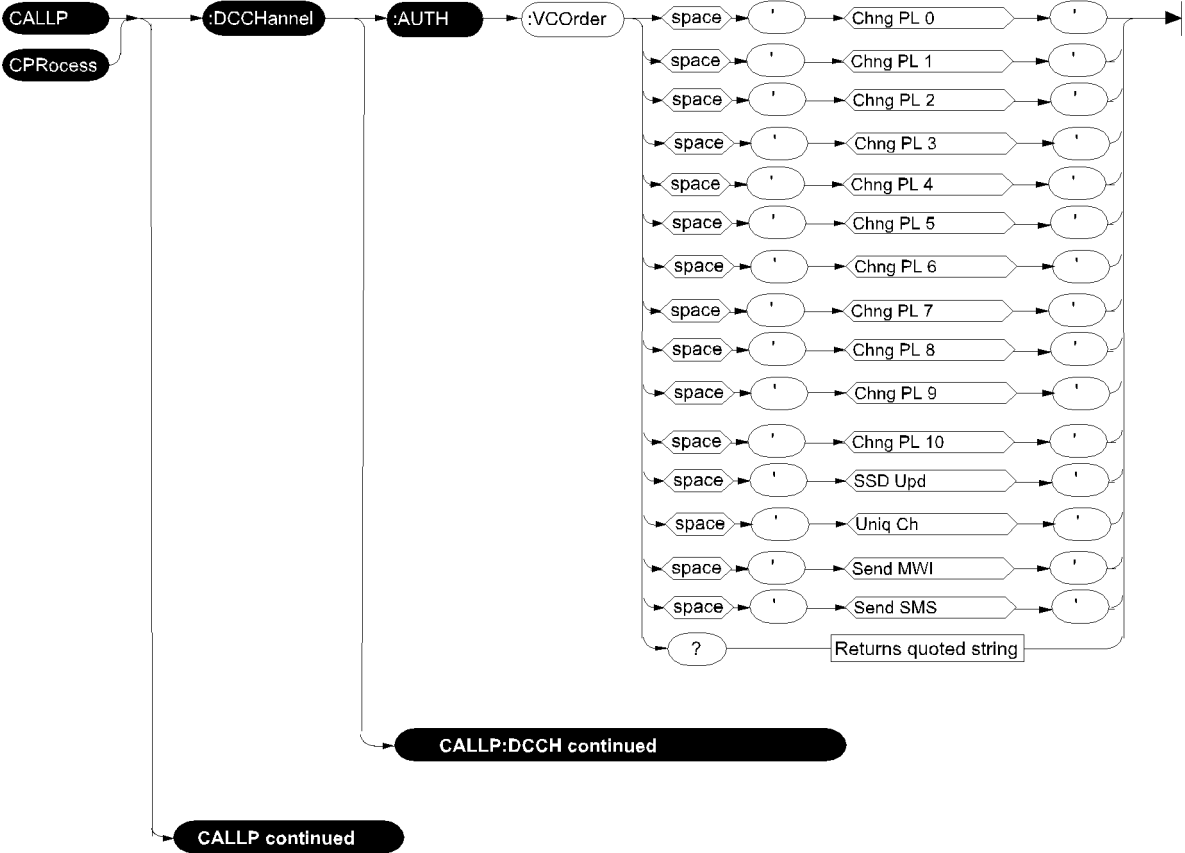 CALLP :DCCHannel :AUTH :VCOrder space ' Chng PL 0 '
CPRocess
space ' Chng PL 1 '
space ' Chng PL 2 '
space ' Chng PL 3 '
space ' Chng PL 4 '
space ' Chng PL 5 '
space ' Chng PL 6 '
space ' Chng PL 7 '
space ' Chng PL 8 '
space ' Chng PL 9 '
space ' Chng PL 10 '
space ' SSD Upd '
space ' Uniq Ch '
space ' Send MWI '
space ' Send SMS '
? Returns quoted string
CALLP:DCCH continued
CALLP continued